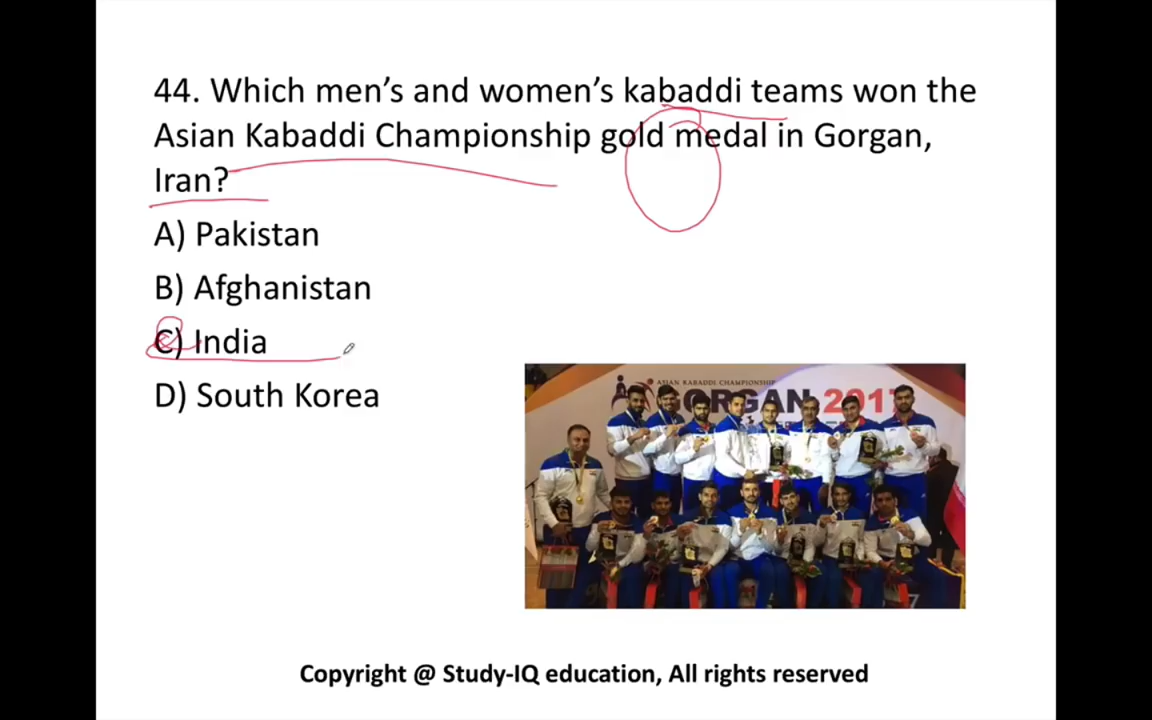 44. Which men’s and women’s kabaddi teams won the
Asian Kabaddi Championship gold medal in Gorgan,
Iran?
A) Pakistan
B) Afghanistan
C) India
D) South Korea
ASIAN KABADDI CHAMPIONSHIP
GORGAN 2017
Copyright @ Study-IQ education, All rights reserved